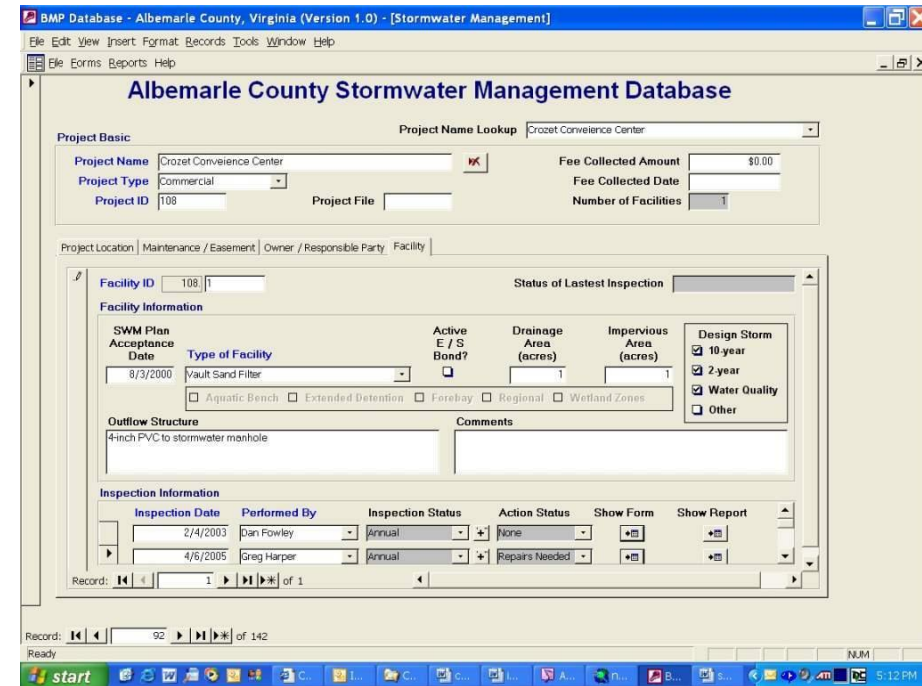 BMP Database - Albemarle County, Virginia (Version 1.0) - [Stormwater Management]
File Edit View Insert Format Records Tools Window Help
File Forms Reports Help
Albemarle County Stormwater Management Database
Project Name Lookup Crozet Conveience Center
Project Basic
Project Name Crozet Conveience Center
Fee Collected Amount $0.00
Project Type Commercial
Fee Collected Date
Project ID 108 Project File
Number of Facilities 1
Project Location Maintenance / Easement Owner / Responsible Party Facility
Facility ID 108. 1
Status of Lastest Inspection
Facility Information
SWM Plan Acceptance Date
Type of Facility
Active E / S Bond?
Drainage Area (acres)
Impervious Area (acres)
Design Storm
10-year
2-year
Water Quality
Other
8/3/2000 Vault Sand Filter 1 1
Aquatic Bench Extended Detention Forebay Regional Wetland Zones
Outflow Structure Comments
4-inch PVC to stormwater manhole
Inspection Information
Inspection Date Performed By Inspection Status Action Status Show Form Show Report
2/4/2003 Dan Fowley Annual + None
4/6/2005 Greg Harper Annual + Repairs Needed
Record: 1 of 1
Record: 92 of 142
Ready NUM
start C... I... C... c... i... A... n... B... s... 5:12 PM